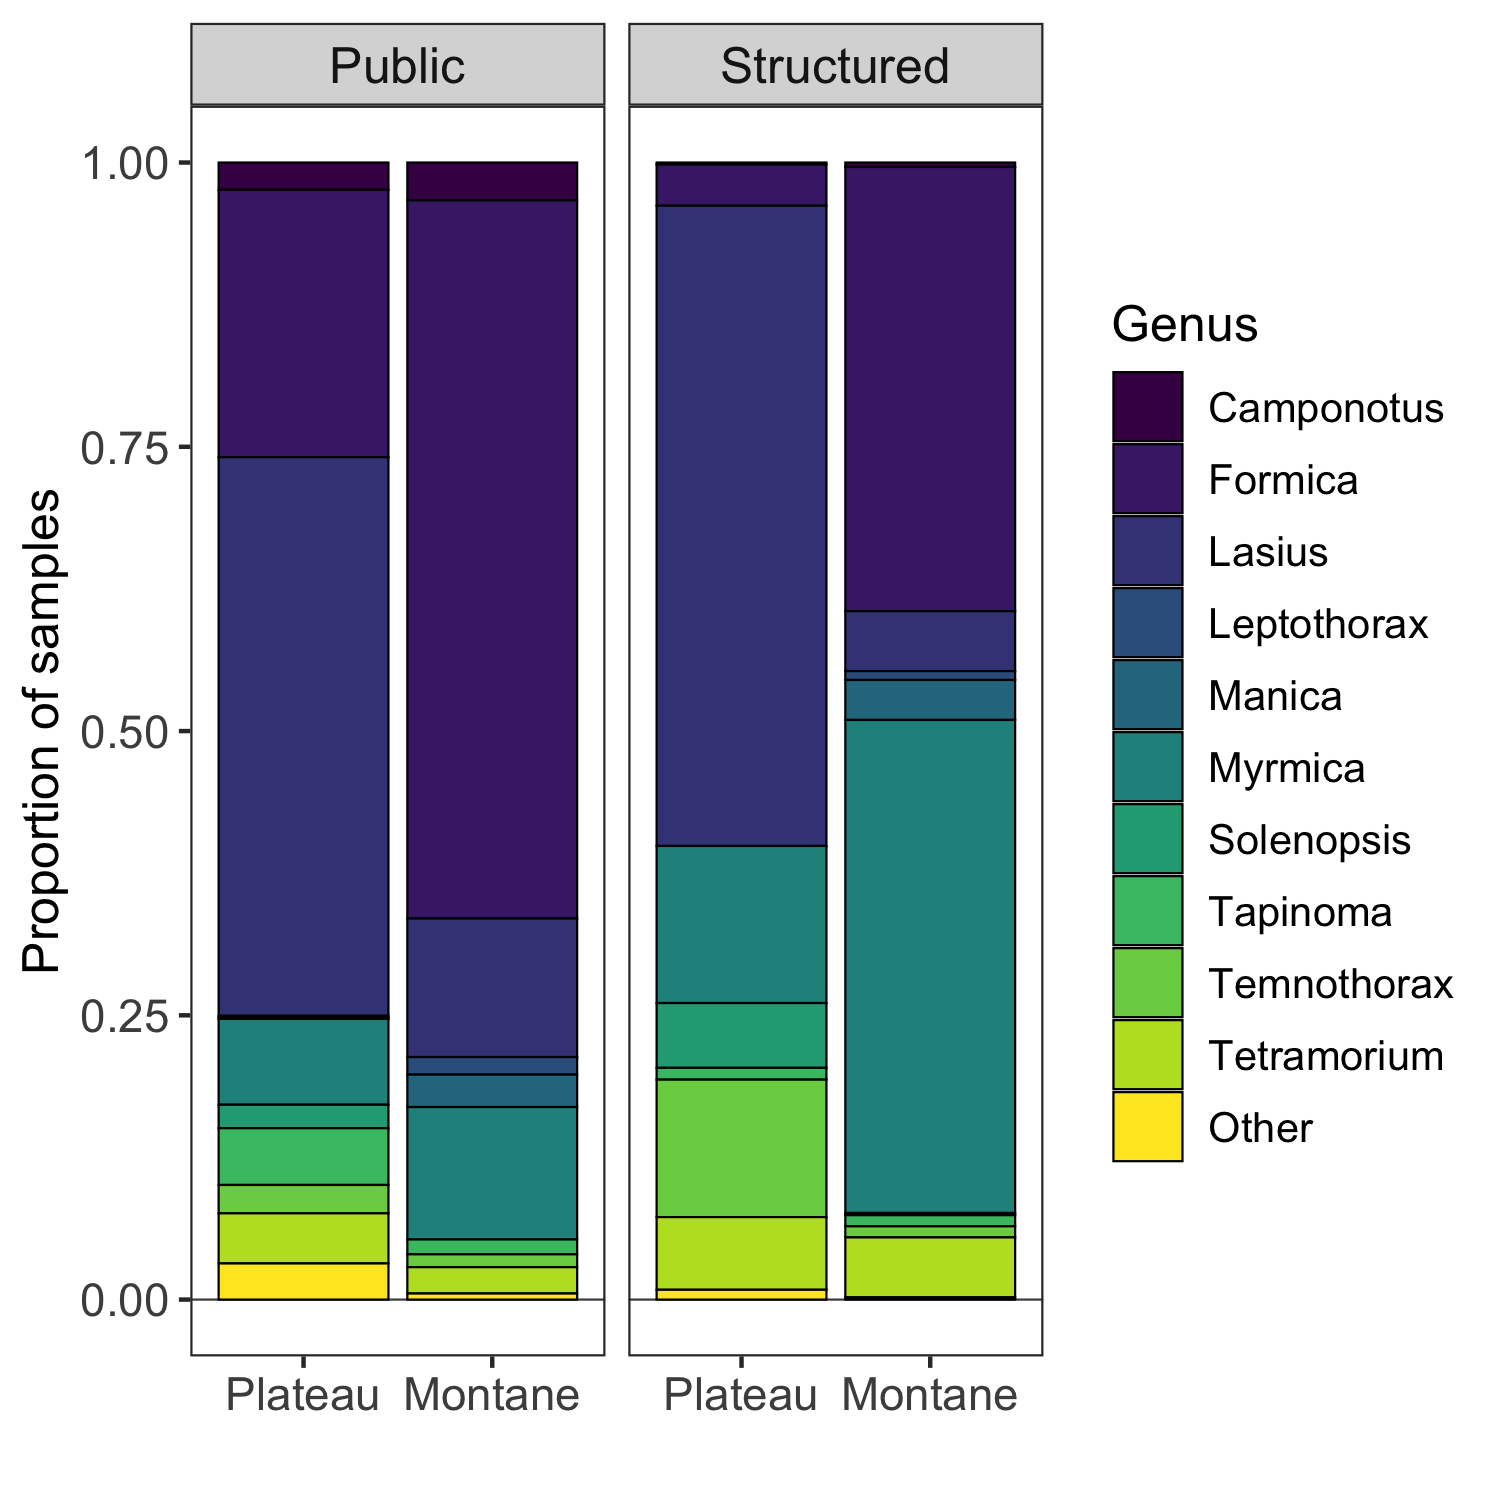 Public
Structured
Proportion of samples
1.00
0.75
0.50
0.25
0.00
Plateau
Montane
Plateau
Montane
Genus
Camponotus
Formica
Lasius
Leptothorax
Manica
Myrmica
Solenopsis
Tapinoma
Temnothorax
Tetramorium
Other